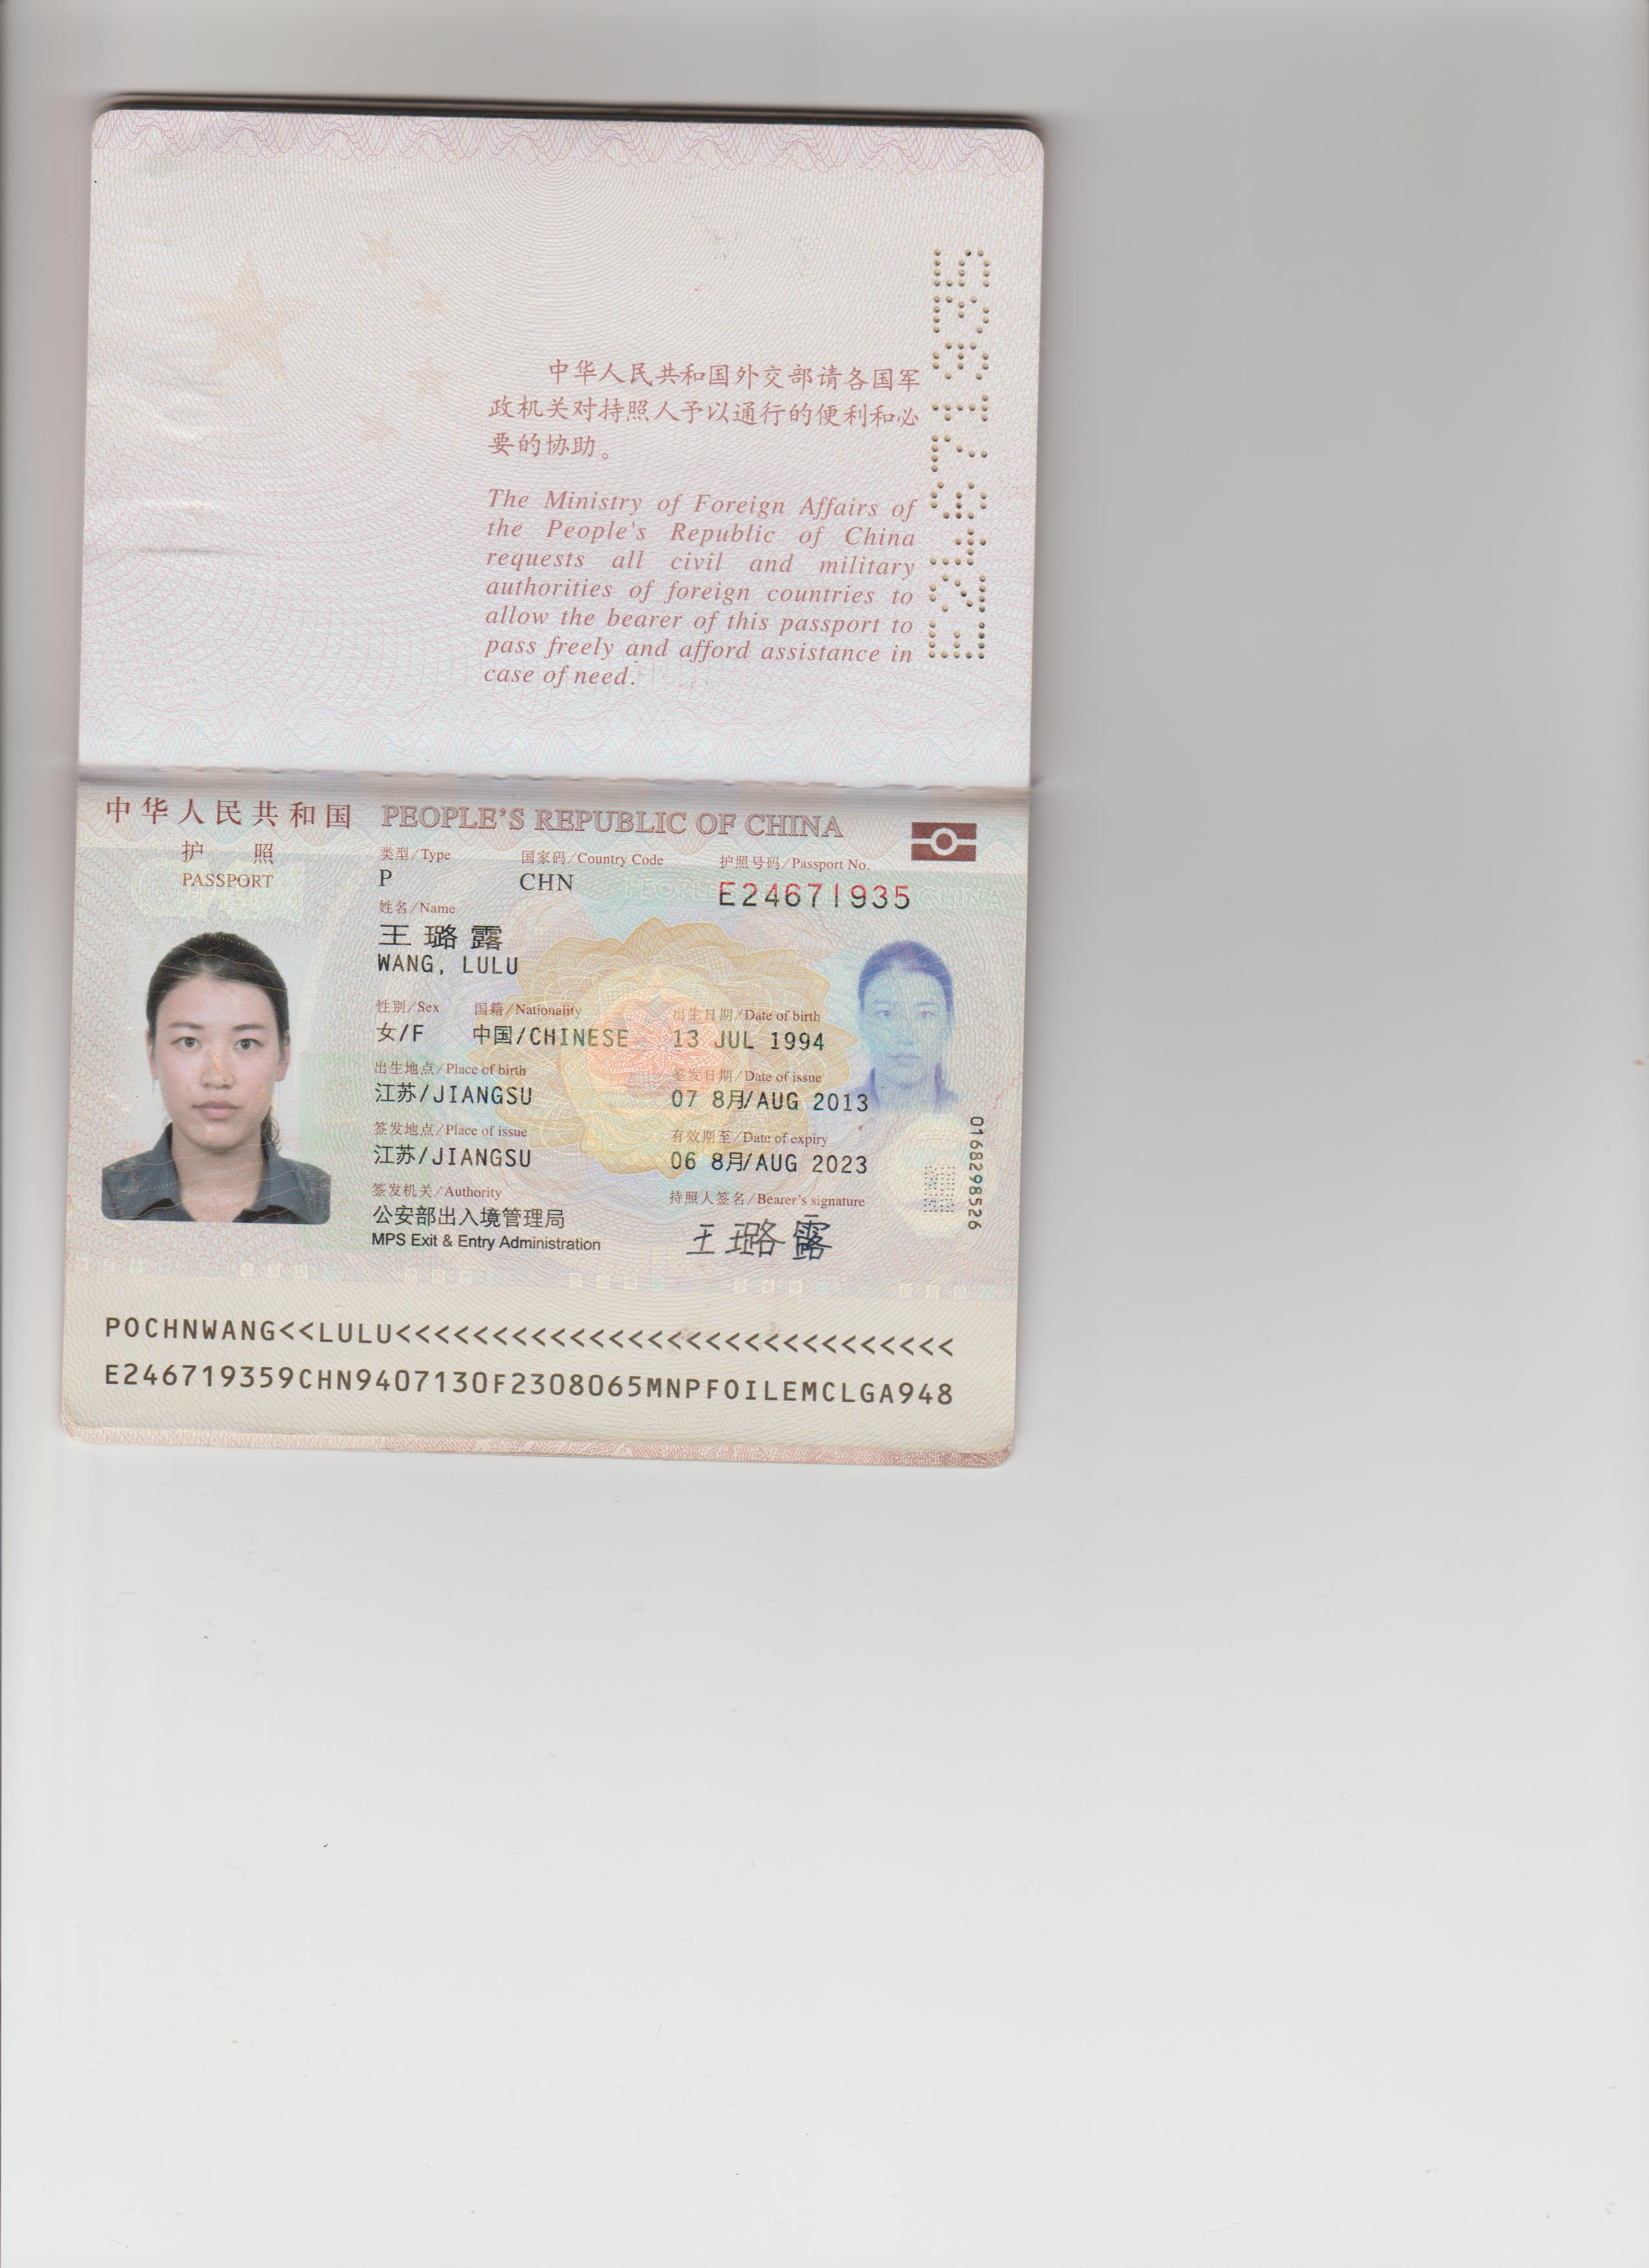 中华人民共和国外交部请各国军
政机关对持照人予以通行的便利和必
要的协助。
The Ministry of Foreign Affairs of
the People's Republic of China
requests all civil and military
authorities of foreign countries to
allow the bearer of this passport to
pass freely and afford assistance in
case of need.
E24671935
中华人民共和国 PEOPLE'S REPUBLIC OF CHINA
护照
PASSPORT
类型/Type 国家码/Country Code 护照号码/Passport No.
P CHN E24671935
姓名/Name
王璐露
WANG, LULU
性别/Sex 国籍/Nationality 出生日期/Date of birth
女/F 中国/CHINESE 13 JUL 1994
出生地点/Place of birth 签发日期/Date of issue
江苏/JIANGSU 07 8月/AUG 2013
签发地点/Place of issue 有效期至/Date of expiry
江苏/JIANGSU 06 8月/AUG 2023
签发机关/Authority 持照人签名/Bearer's signature
公安部出入境管理局 王璐露
MPS Exit & Entry Administration
0168298526
POCHNWANG<<LULU<<<<<<<<<<<<<<<<<<<<<<<<<<<<<
E246719359CHN9407130F2308065MNPFOILEMCLGA948